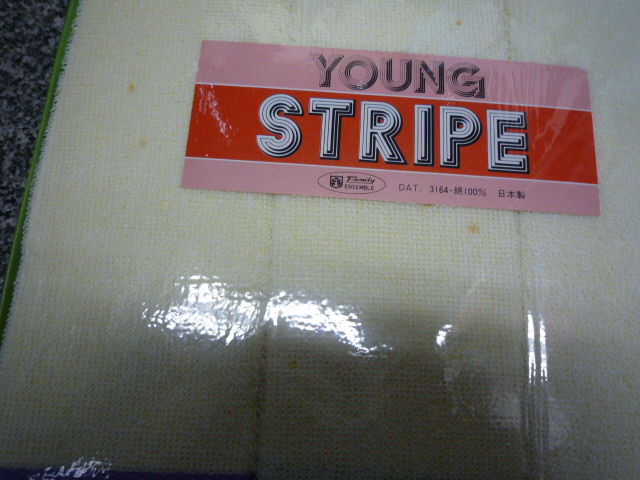 YOUNG
STRIPE
Family
ENSEMBLE
DAT. 3164・綿100% 日本製